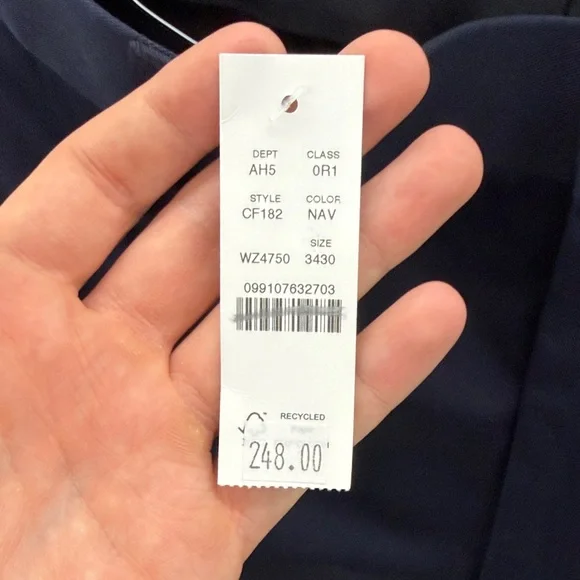 DEPT CLASS
AH5 0R1
STYLE COLOR
CF182 NAV
SIZE
WZ4750 3430
099107632703
RECYCLED
248.00